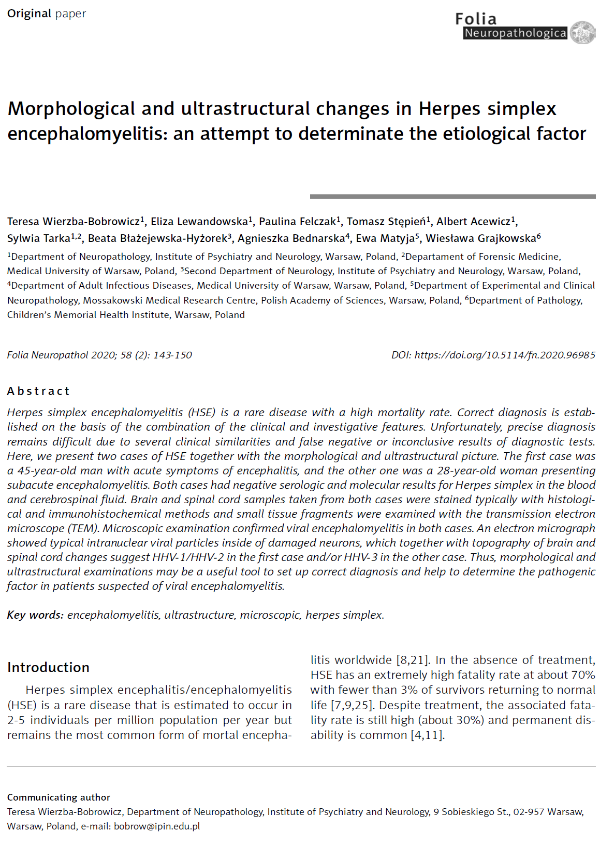 Original paper
Folia
Neuropathologica
Morphological and ultrastructural changes in Herpes simplex
encephalomyelitis: an attempt to determinate the etiological factor
Teresa Wierzba-Bobrowicz¹, Eliza Lewandowska¹, Paulina Felczak¹, Tomasz Stępień¹, Albert Acewicz¹,
Sylwia Tarka¹˒², Beata Błażejewska-Hyżorek³, Agnieszka Bednarska⁴, Ewa Matyja⁵, Wiesława Grajkowska⁶
¹Department of Neuropathology, Institute of Psychiatry and Neurology, Warsaw, Poland, ²Departament of Forensic Medicine,
Medical University of Warsaw, Poland, ³Second Department of Neurology, Institute of Psychiatry and Neurology, Warsaw, Poland,
⁴Department of Adult Infectious Diseases, Medical University of Warsaw, Warsaw, Poland, ⁵Department of Experimental and Clinical
Neuropathology, Mossakowski Medical Research Centre, Polish Academy of Sciences, Warsaw, Poland, ⁶Department of Pathology,
Children's Memorial Health Institute, Warsaw, Poland
Folia Neuropathol 2020; 58 (2): 143-150 DOI: https://doi.org/10.5114/fn.2020.96985
Abstract
Herpes simplex encephalomyelitis (HSE) is a rare disease with a high mortality rate. Correct diagnosis is estab-
lished on the basis of the combination of the clinical and investigative features. Unfortunately, precise diagnosis
remains difficult due to several clinical similarities and false negative or inconclusive results of diagnostic tests.
Here, we present two cases of HSE together with the morphological and ultrastructural picture. The first case was
a 45-year-old man with acute symptoms of encephalitis, and the other one was a 28-year-old woman presenting
subacute encephalomyelitis. Both cases had negative serologic and molecular results for Herpes simplex in the blood
and cerebrospinal fluid. Brain and spinal cord samples taken from both cases were stained typically with histologi-
cal and immunohistochemical methods and small tissue fragments were examined with the transmission electron
microscope (TEM). Microscopic examination confirmed viral encephalomyelitis in both cases. An electron micrograph
showed typical intranuclear viral particles inside of damaged neurons, which together with topography of brain and
spinal cord changes suggest HHV-1/HHV-2 in the first case and/or HHV-3 in the other case. Thus, morphological and
ultrastructural examinations may be a useful tool to set up correct diagnosis and help to determine the pathogenic
factor in patients suspected of viral encephalomyelitis.
Key words: encephalomyelitis, ultrastructure, microscopic, herpes simplex.
Introduction
Herpes simplex encephalitis/encephalomyelitis
(HSE) is a rare disease that is estimated to occur in
2-5 individuals per million population per year but
remains the most common form of mortal encepha-
litis worldwide [8,21]. In the absence of treatment,
HSE has an extremely high fatality rate at about 70%
with fewer than 3% of survivors returning to normal
life [7,9,25]. Despite treatment, the associated fata-
lity rate is still high (about 30%) and permanent dis-
ability is common [4,11].
Communicating author
Teresa Wierzba-Bobrowicz, Department of Neuropathology, Institute of Psychiatry and Neurology, 9 Sobieskiego St., 02-957 Warsaw,
Warsaw, Poland, e-mail: bobrow@ipin.edu.pl